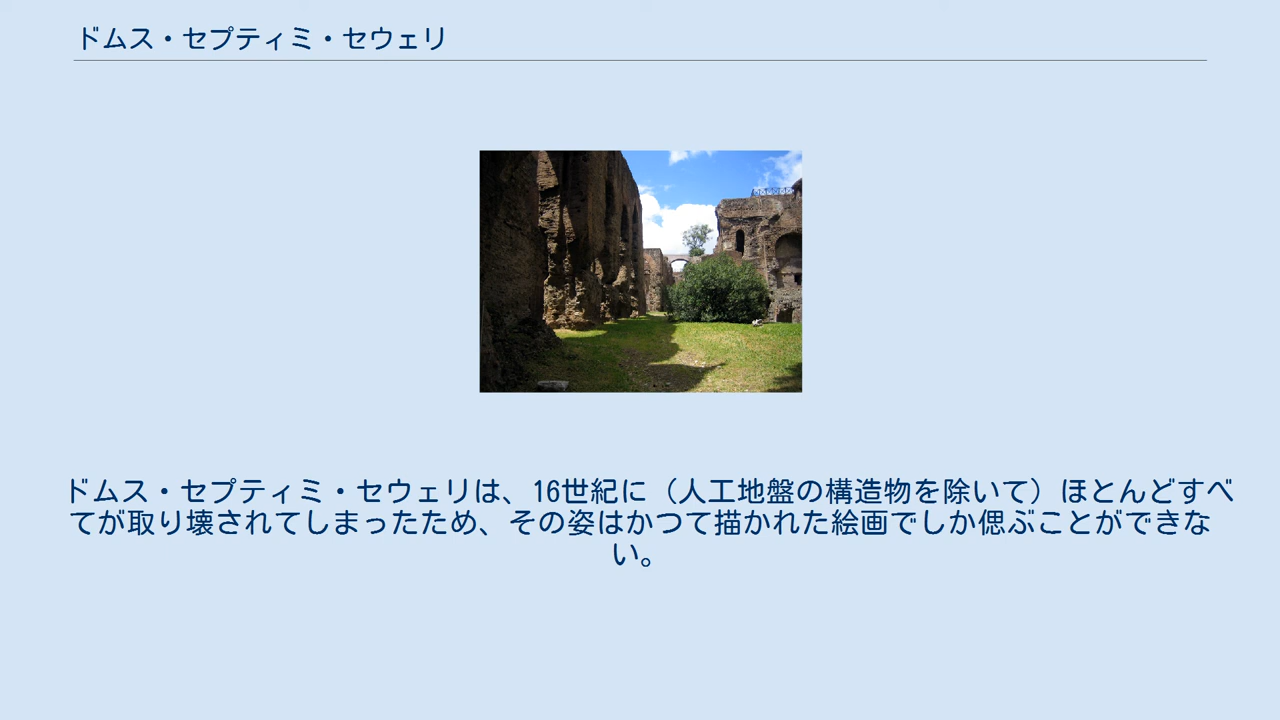 ドムス・セプティミ・セウェリ
ドムス・セプティミ・セウェリは、16世紀に（人工地盤の構造物を除いて）ほとんどすべ
てが取り壊されてしまったため、その姿はかつて描かれた絵画でしか偲ぶことができな
い。